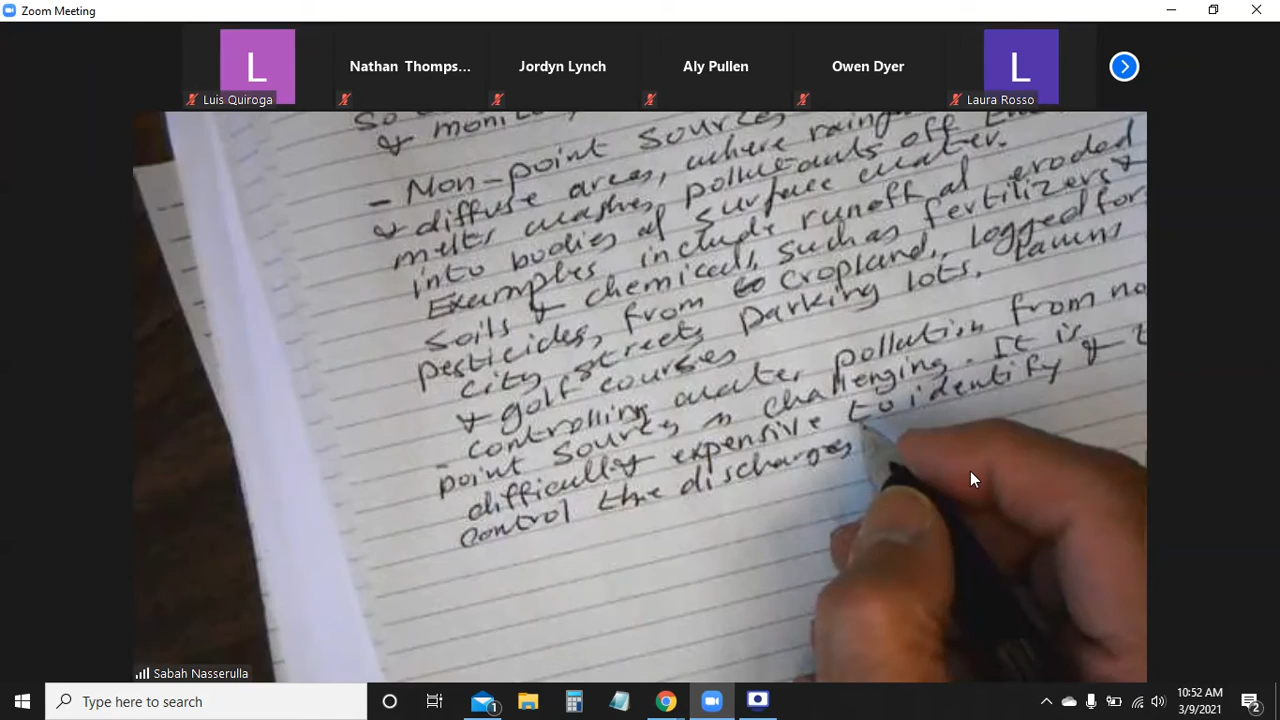 Zoom Meeting
L
Luis Quiroga
Nathan Thomps...
Jordyn Lynch
Aly Pullen
Owen Dyer
L
Laura Rosso
so
& monitor,
- Non-point sources
& diffuse areas, where
melts washes pollutants off
into bodies of surface water.
Examples include runoff of eroded
soils & chemicals, such as fertilizers &
pesticides, from cropland, logged for
city streets parking lots. lawns
& golf courses
- controlling water pollution from no
point sources is challenging. It is
difficult & expensive to identify &
control the discharges
Sabah Nasserulla
Type here to search
1
10:52 AM
3/9/2021
2